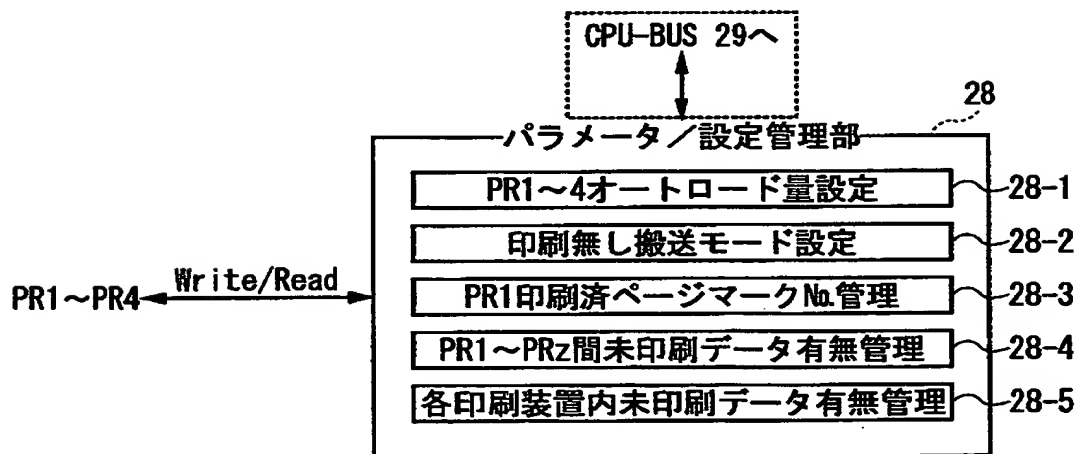 CPU-BUS 29へ
28
パラメータ/設定管理部
PR1~4オートロード量設定 28-1
印刷無し搬送モード設定 28-2
PR1~PR4 Write/Read
PR1印刷済ページマーク№管理 28-3
PR1~PRz間未印刷データ有無管理 28-4
各印刷装置内未印刷データ有無管理 28-5